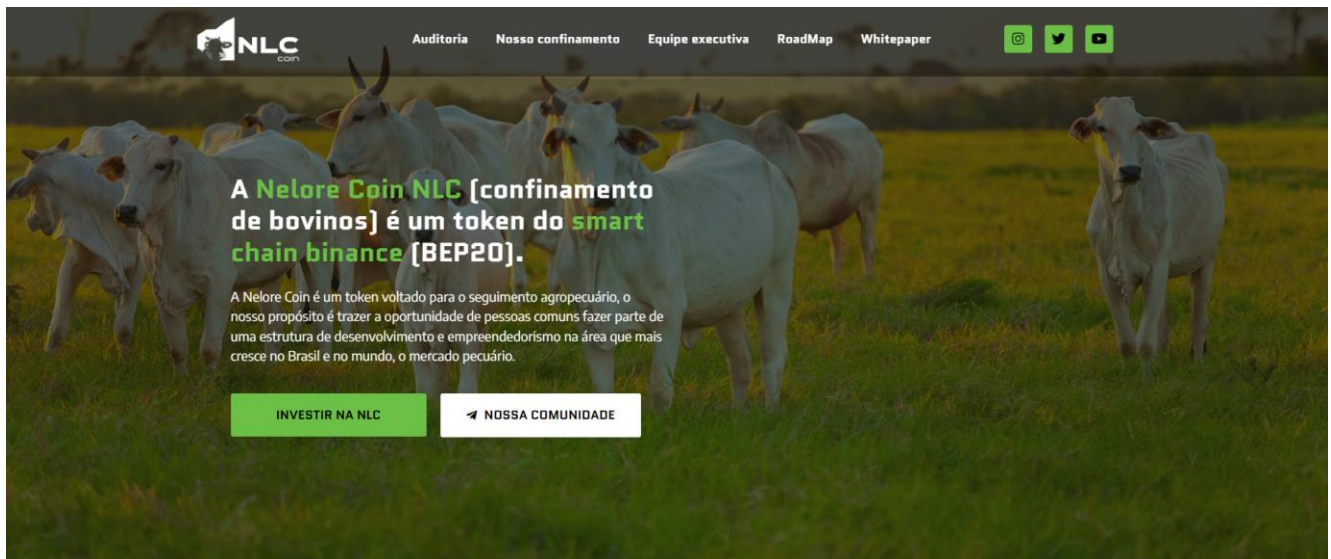 NLC
coin
Auditoria
Nosso confinamento
Equipe executiva
RoadMap
Whitepaper
A Nelore Coin NLC (confinamento
de bovinos) é um token do smart
chain binance (BEP20).
A Nelore Coin é um token voltado para o seguimento agropecuário, o
nosso propósito é trazer a oportunidade de pessoas comuns fazer parte de
uma estrutura de desenvolvimento e empreendedorismo na área que mais
cresce no Brasil e no mundo, o mercado pecuário.
INVESTIR NA NLC
NOSSA COMUNIDADE